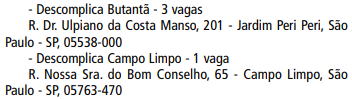 - Descomplica Butantã - 3 vagas
R. Dr. Ulpiano da Costa Manso, 201 - Jardim Peri Peri, São
Paulo - SP, 05538-000
- Descomplica Campo Limpo - 1 vaga
R. Nossa Sra. do Bom Conselho, 65 - Campo Limpo, São
Paulo - SP, 05763-470